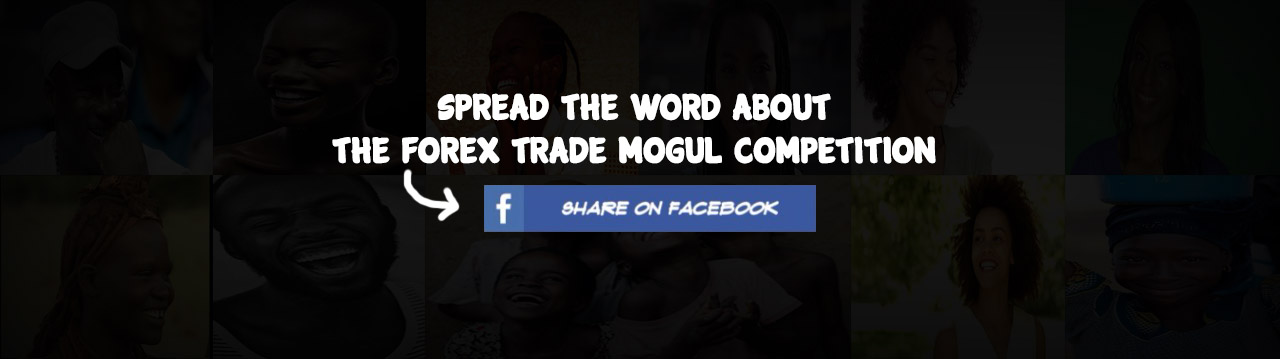 SPREAD THE WORD ABOUT
THE FOREX TRADE MOGUL COMPETITION
f SHARE ON FACEBOOK